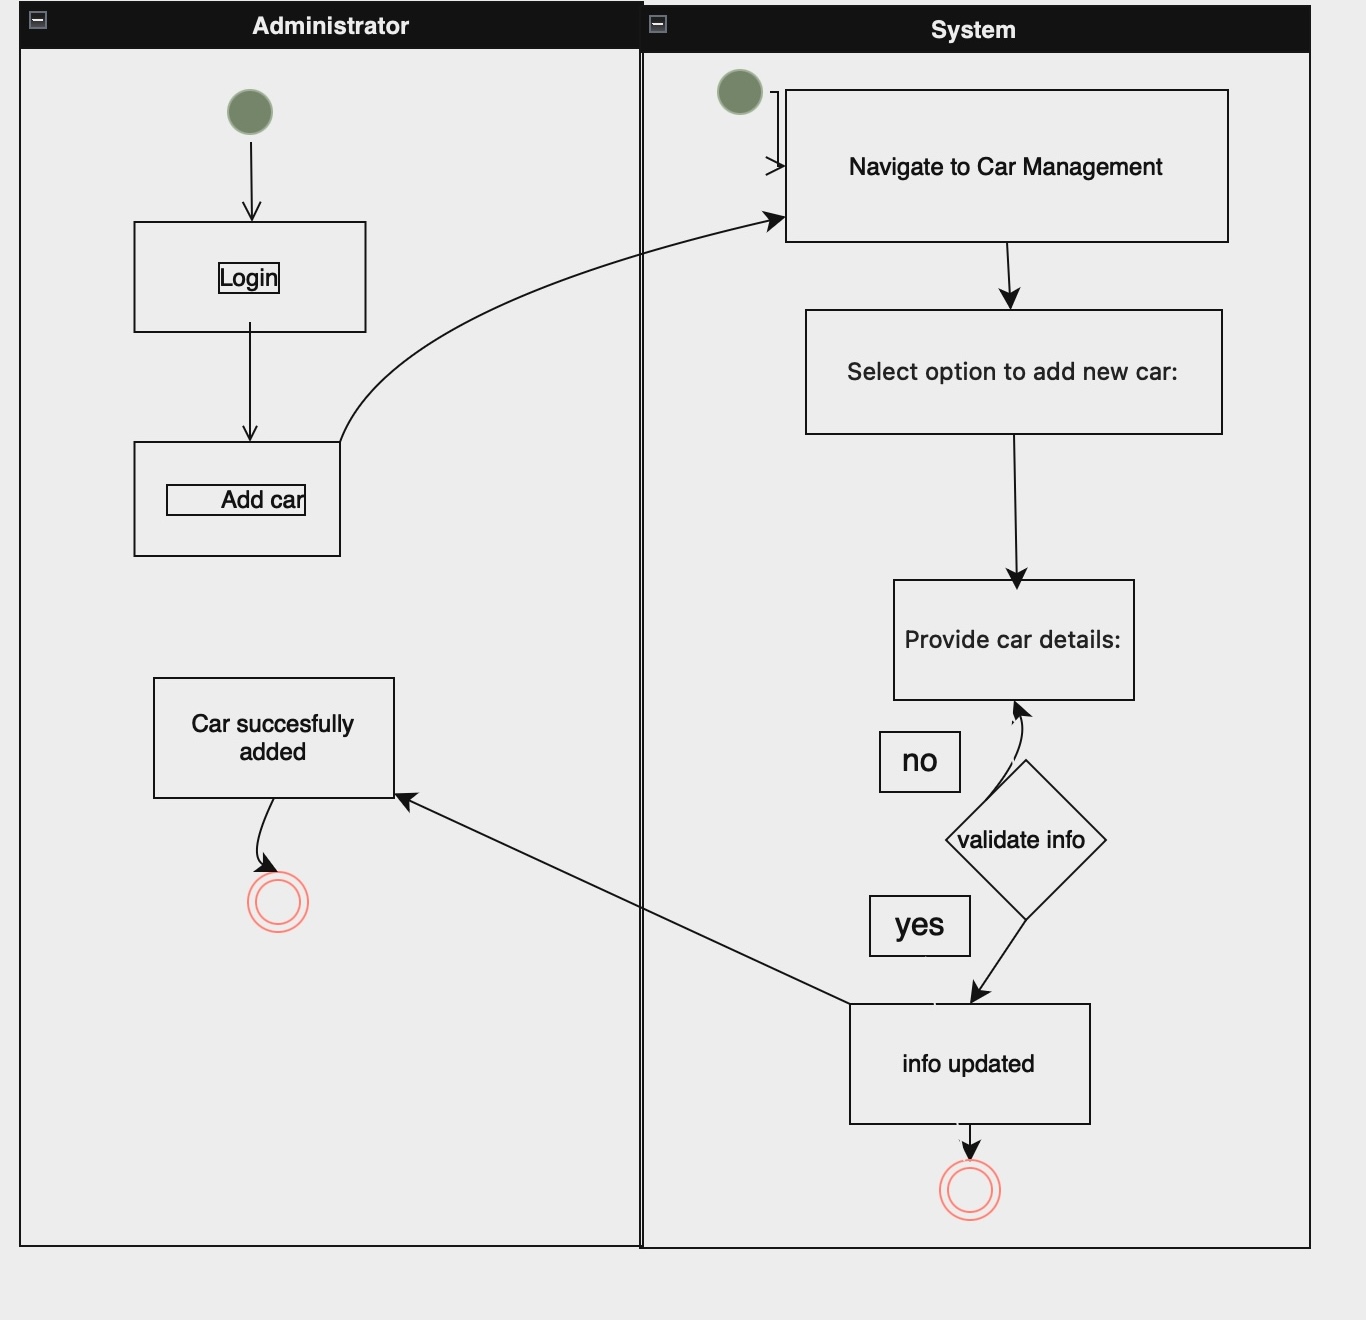 Administrator
System
Login
Add car
Car succesfully
added
Navigate to Car Management
Select option to add new car:
Provide car details:
no
validate info
yes
info updated